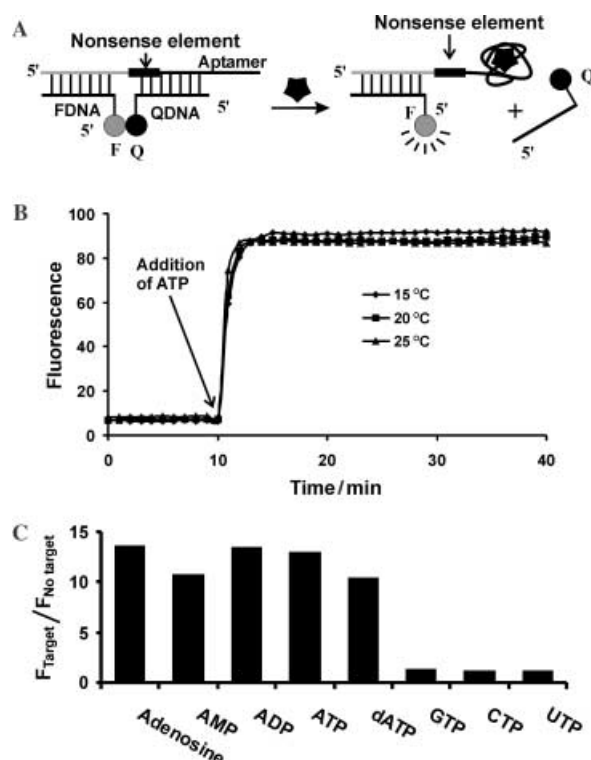 A
Nonsense element
Nonsense element
5'
Aptamer
FDNA
QDNA
5'
5'
F
Q
5'
F
5'
+
Q
5'
B
Fluorescence
100
80
60
40
20
0
Addition
of ATP
15 °C
20 °C
25 °C
0
10
20
30
40
Time/min
C
F Target / F No target
15
10
5
0
Adenosine
AMP
ADP
ATP
dATP
GTP
CTP
UTP